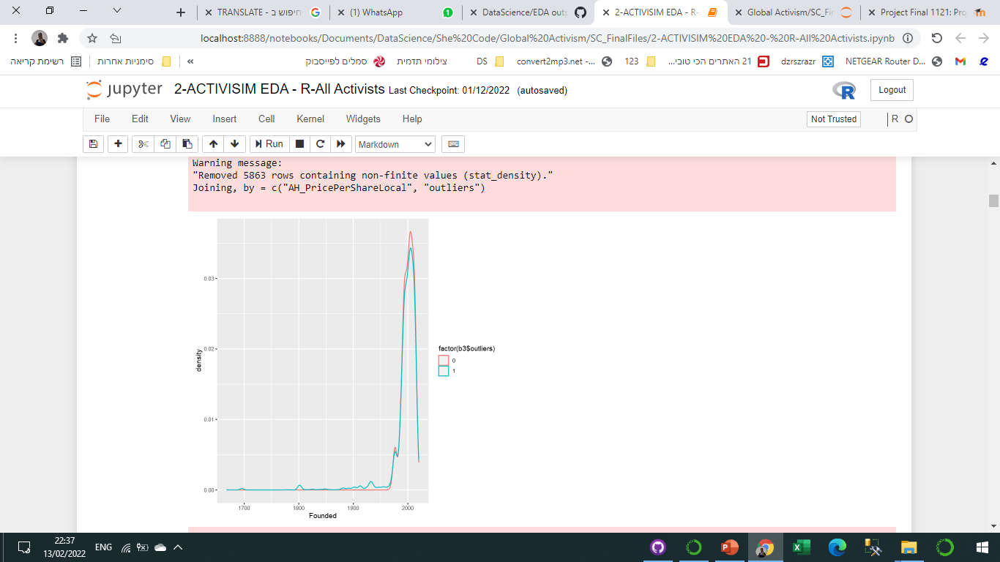 TRANSLATE - חיפוש ב
(1) WhatsApp
1
DataScience/EDA outp
2-ACTIVISIM EDA - R-
Global Activism/SC_Fi
Project Final 1121: Pro
localhost:8888/notebooks/Documents/DataScience/She%20Code/Global%20Activism/SC_FinalFiles/2-ACTIVISIM%20EDA%20-%20R-All%20Activists.ipynb
רשימת קריאה
סימניות אחרות
«
סמלים לפייסבוק
צילומי תדמית
DS
convert2mp3.net -...
123
21 האתרים הכי טובי...
dzrszrazr
NETGEAR Router D...
jupyter 2-ACTIVISIM EDA - R-All Activists Last Checkpoint: 01/12/2022 (autosaved)
R
Logout
File Edit View Insert Cell Kernel Widgets Help
Not Trusted
R
Run
Markdown
Warning message:
"Removed 5863 rows containing non-finite values (stat_density)."
Joining, by = c("AH_PricePerShareLocal", "outliers")
0.03
0.02
0.01
0.00
density
1700 1800 1900 2000
Founded
factor(b3$outliers)
0
1
22:37
13/02/2022
ENG